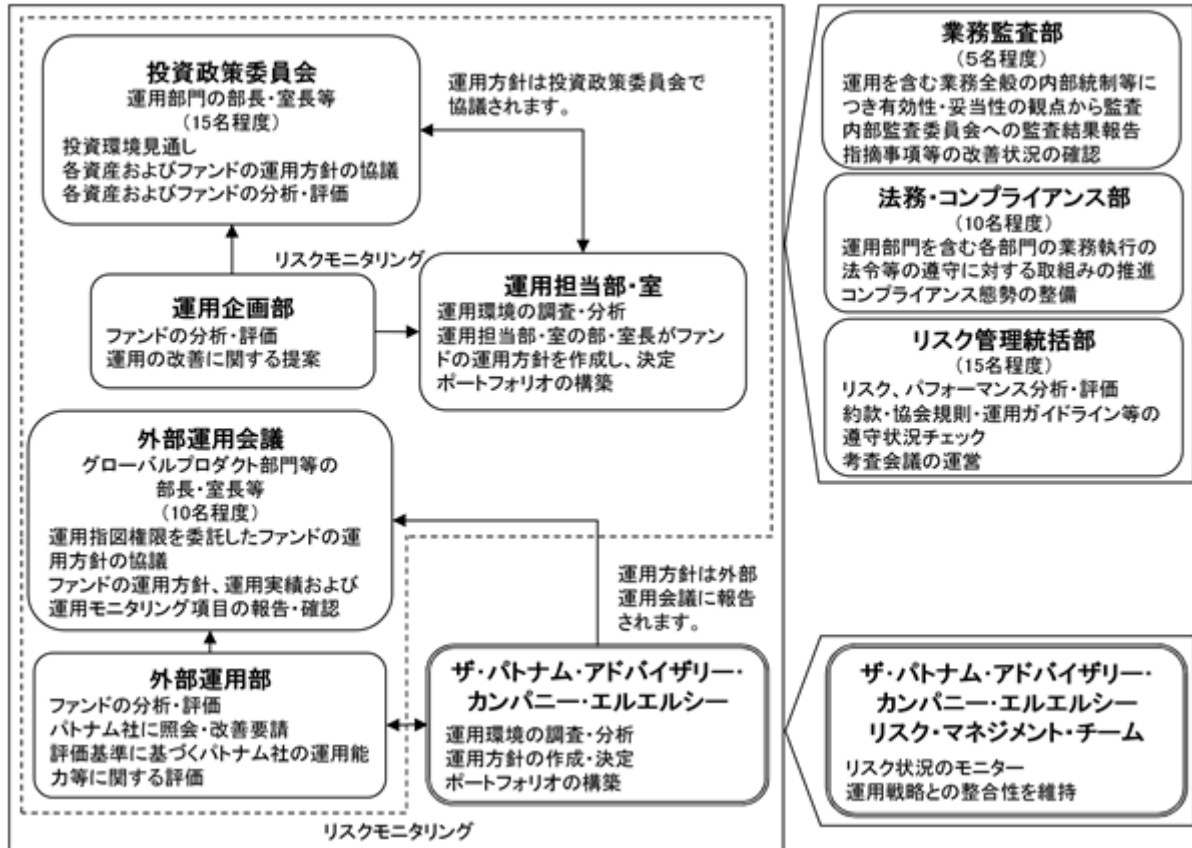 投資政策委員会
運用部門の部長・室長等
(15名程度)
投資環境見通し
各資産およびファンドの運用方針の協議
各資産およびファンドの分析・評価
運用方針は投資政策委員会で
協議されます。
リスクモニタリング
運用企画部
ファンドの分析・評価
運用の改善に関する提案
運用担当部・室
運用環境の調査・分析
運用担当部・室の部・室長がファン
ドの運用方針を作成し、決定
ポートフォリオの構築
外部運用会議
グローバルプロダクト部門等の
部長・室長等
(10名程度)
運用指図権限を委託したファンドの運
用方針の協議
ファンドの運用方針、運用実績および
運用モニタリング項目の報告・確認
運用方針は外部
運用会議に報告
されます。
外部運用部
ファンドの分析・評価
パトナム社に照会・改善要請
評価基準に基づくパトナム社の運用能
力等に関する評価
ザ・パトナム・アドバイザリー・
カンパニー・エルエルシー
運用環境の調査・分析
運用方針の作成・決定
ポートフォリオの構築
リスクモニタリング
業務監査部
(5名程度)
運用を含む業務全般の内部統制等に
つき有効性・妥当性の観点から監査
内部監査委員会への監査結果報告
指摘事項等の改善状況の確認
法務・コンプライアンス部
(10名程度)
運用部門を含む各部門の業務執行の
法令等の遵守に対する取組みの推進
コンプライアンス態勢の整備
リスク管理統括部
(15名程度)
リスク、パフォーマンス分析・評価
約款・協会規則・運用ガイドライン等の
遵守状況チェック
考査会議の運営
ザ・パトナム・アドバイザリー・
カンパニー・エルエルシー
リスク・マネジメント・チーム
リスク状況のモニター
運用戦略との整合性を維持